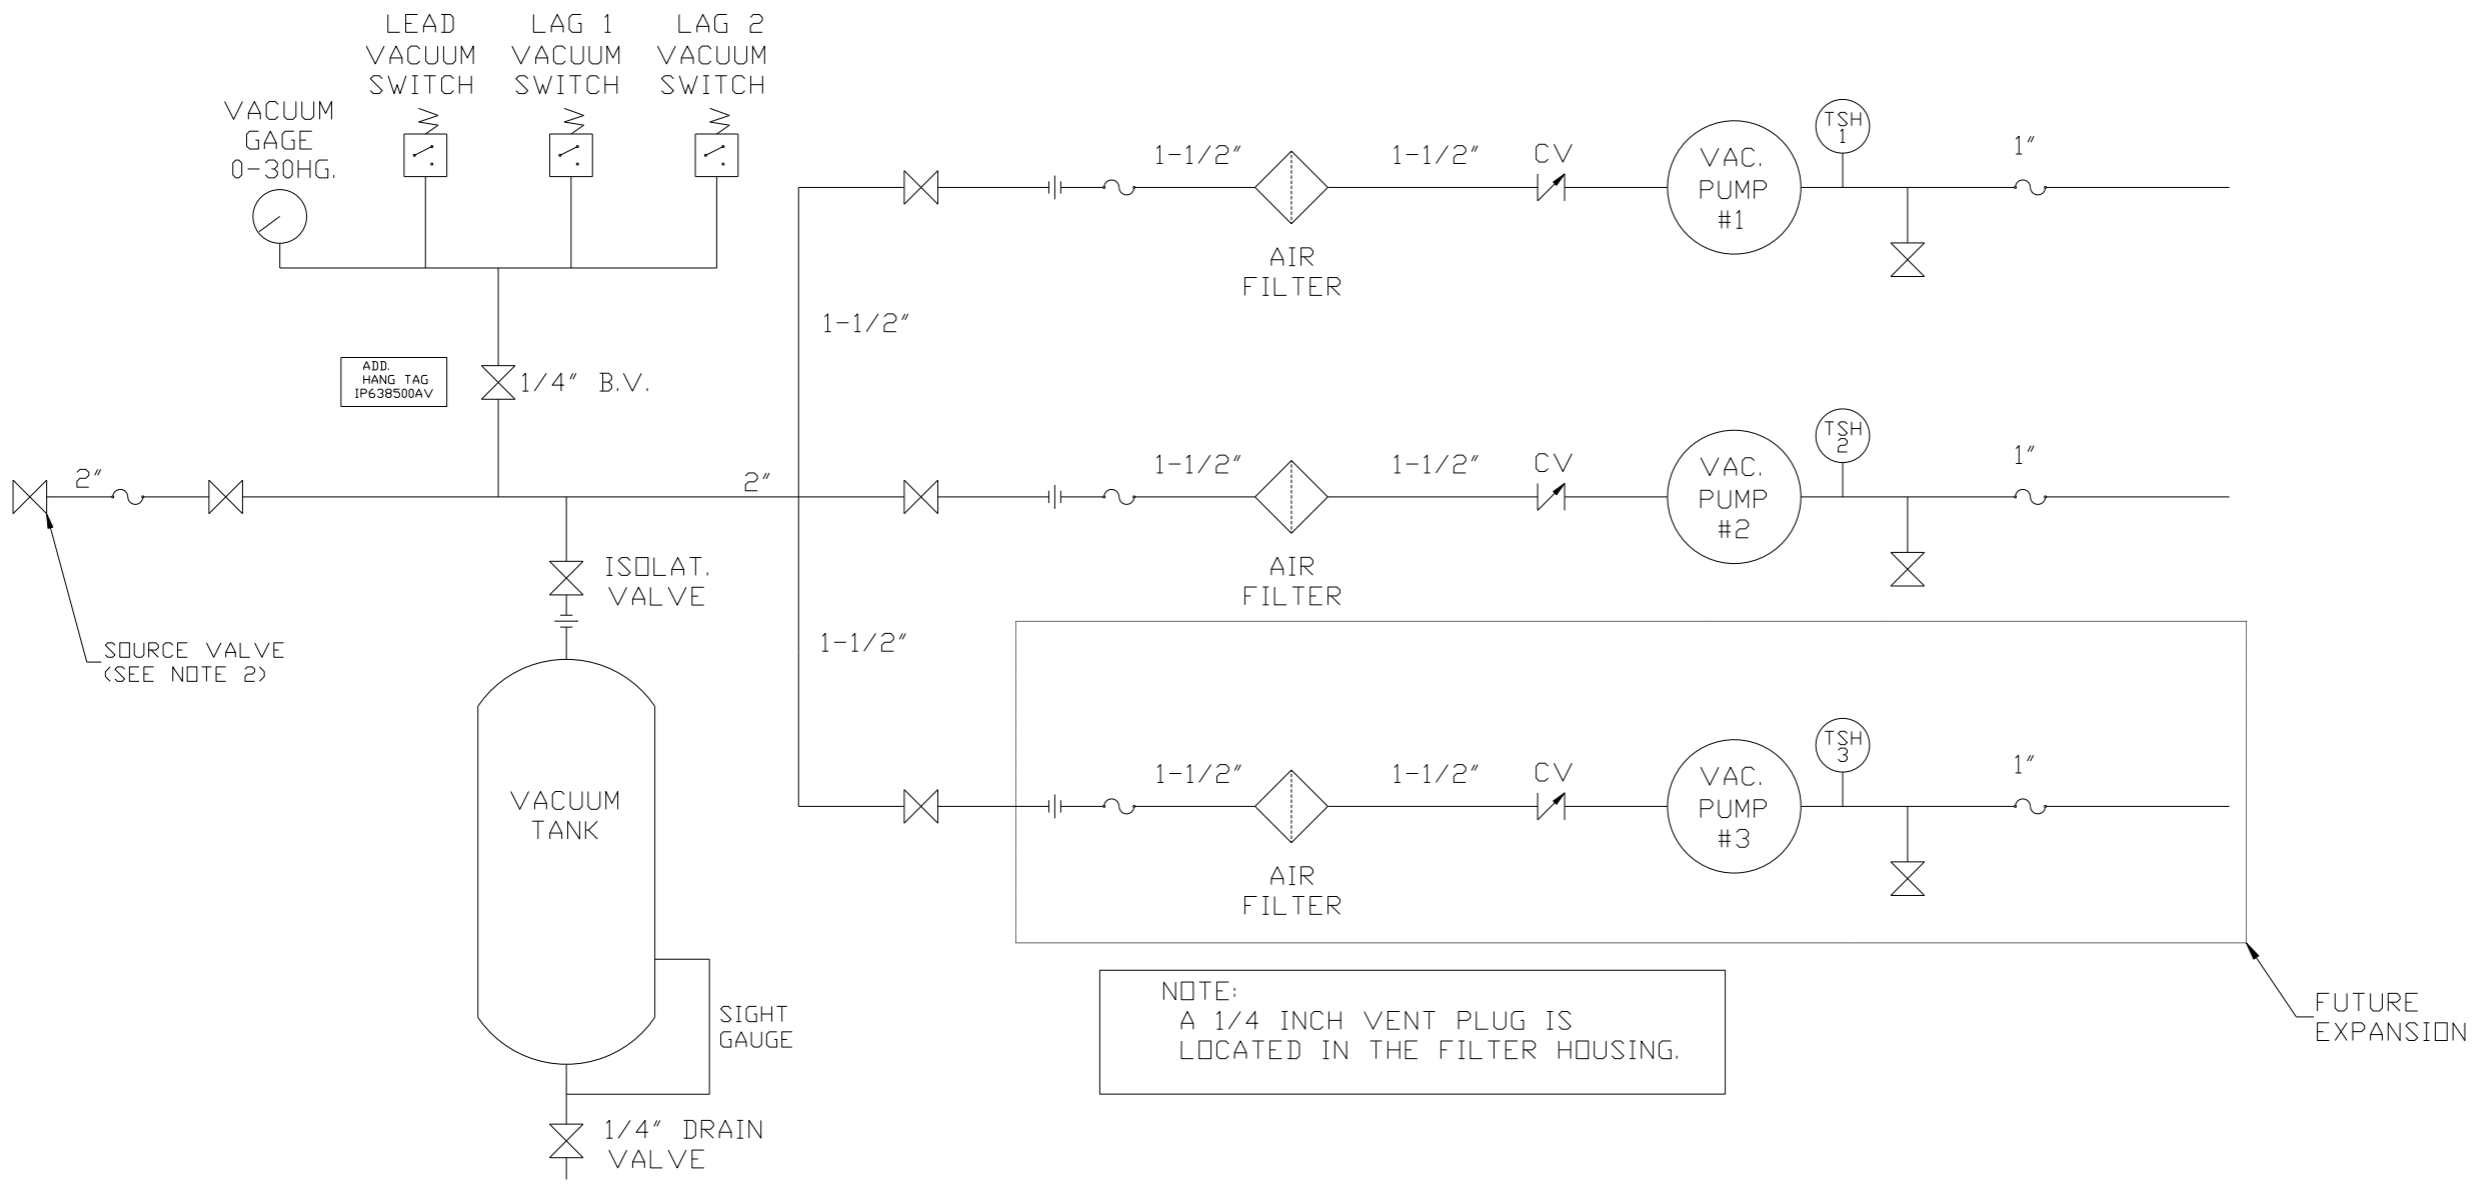 LEAD
VACUUM
SWITCH
LAG 1
VACUUM
SWITCH
LAG 2
VACUUM
SWITCH
VACUUM
GAGE
0-30HG.
1-1/2"
1-1/2"
CV
VAC.
PUMP
#1
TSH
1
1"
AIR
FILTER
1-1/2"
ADD.
HANG TAG
IP638500AV
1/4" B.V.
2"
2"
1-1/2"
1-1/2"
CV
VAC.
PUMP
#2
TSH
2
1"
AIR
FILTER
ISOLAT.
VALVE
SOURCE VALVE
(SEE NOTE 2)
1-1/2"
VACUUM
TANK
1-1/2"
1-1/2"
CV
VAC.
PUMP
#3
TSH
3
1"
AIR
FILTER
SIGHT
GAUGE
NOTE:
A 1/4 INCH VENT PLUG IS
LOCATED IN THE FILTER HOUSING.
FUTURE
EXPANSION
1/4" DRAIN
VALVE